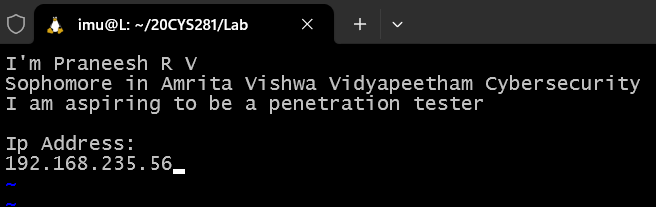 imu@L: ~/20CYS281/Lab
I'm Praneesh R V
Sophomore in Amrita Vishwa Vidyapeetham Cybersecurity
I am aspiring to be a penetration tester
Ip Address:
192.168.235.56
~
~